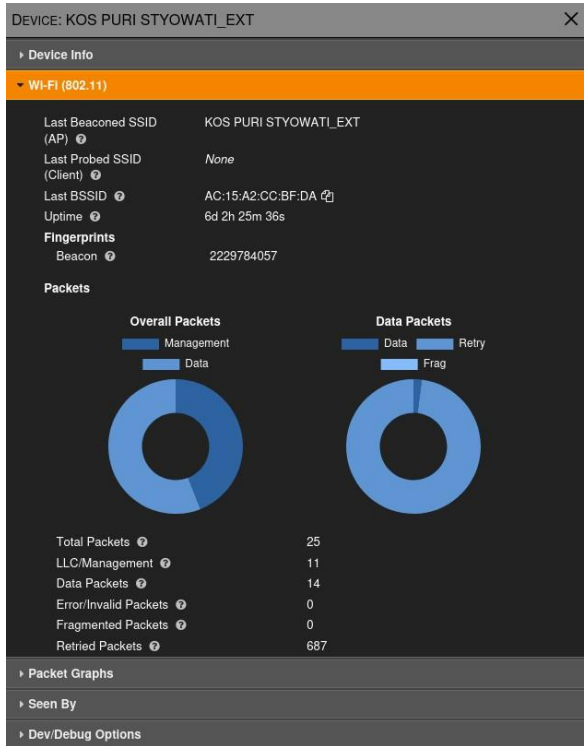 DEVICE: KOS PURI STYOWATI_EXT
Device Info
Wi-Fi (802.11)
Last Beaconed SSID (AP) KOS PURI STYOWATI_EXT
Last Probed SSID (Client) None
Last BSSID AC:15:A2:CC:BF:DA
Uptime 6d 2h 25m 36s
Fingerprints
Beacon 2229784057
Packets
Overall Packets
Management
Data
Data Packets
Data Retry
Frag
Total Packets 25
LLC/Management 11
Data Packets 14
Error/Invalid Packets 0
Fragmented Packets 0
Retried Packets 687
Packet Graphs
Seen By
Dev/Debug Options